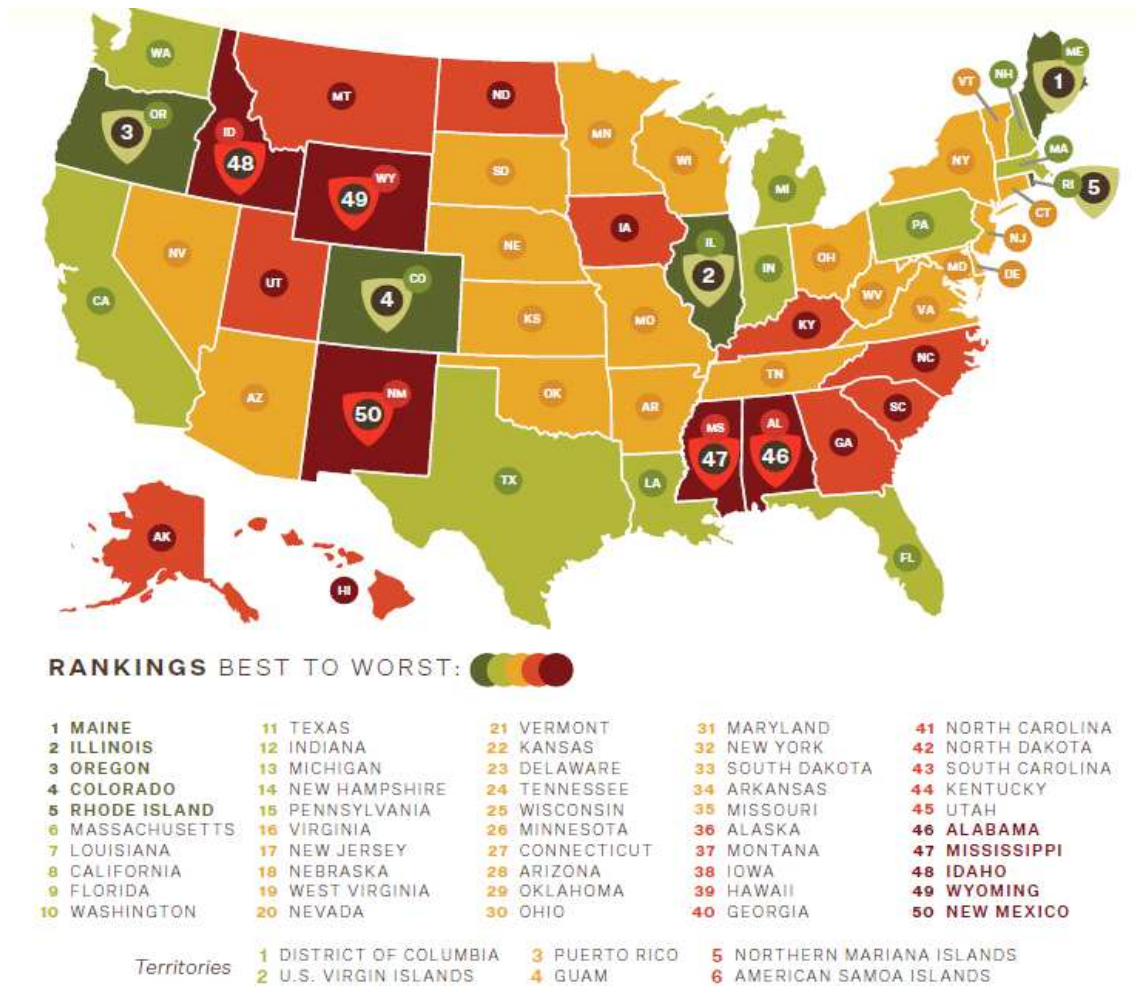 WA
ME
1
MT
ND
VT
NH
OR
3
ID
48
MN
MA
WI
NY
SD
WY
49
MI
RI
5
CT
PA
IA
NJ
IL
2
NE
OH
MD
DE
NV
IN
CO
4
UT
WV
CA
VA
KS
MO
KY
NC
TN
NM
50
AZ
OK
AR
SC
MS
47
AL
46
GA
TX
LA
AK
FL
HI
RANKINGS BEST TO WORST:
1 MAINE
2 ILLINOIS
3 OREGON
4 COLORADO
5 RHODE ISLAND
6 MASSACHUSETTS
7 LOUISIANA
8 CALIFORNIA
9 FLORIDA
10 WASHINGTON
11 TEXAS
12 INDIANA
13 MICHIGAN
14 NEW HAMPSHIRE
15 PENNSYLVANIA
16 VIRGINIA
17 NEW JERSEY
18 NEBRASKA
19 WEST VIRGINIA
20 NEVADA
21 VERMONT
22 KANSAS
23 DELAWARE
24 TENNESSEE
25 WISCONSIN
26 MINNESOTA
27 CONNECTICUT
28 ARIZONA
29 OKLAHOMA
30 OHIO
31 MARYLAND
32 NEW YORK
33 SOUTH DAKOTA
34 ARKANSAS
35 MISSOURI
36 ALASKA
37 MONTANA
38 IOWA
39 HAWAII
40 GEORGIA
41 NORTH CAROLINA
42 NORTH DAKOTA
43 SOUTH CAROLINA
44 KENTUCKY
45 UTAH
46 ALABAMA
47 MISSISSIPPI
48 IDAHO
49 WYOMING
50 NEW MEXICO
Territories
1 DISTRICT OF COLUMBIA
2 U.S. VIRGIN ISLANDS
3 PUERTO RICO
4 GUAM
5 NORTHERN MARIANA ISLANDS
6 AMERICAN SAMOA ISLANDS